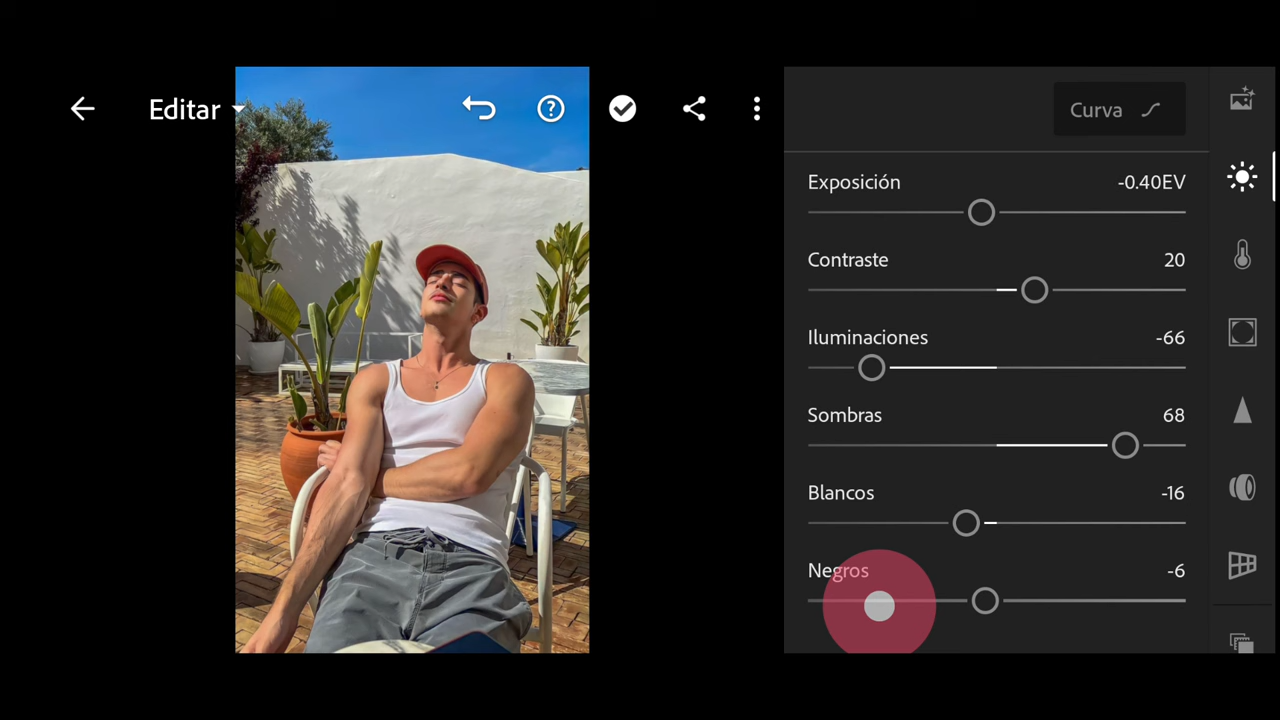 Editar
Curva
Exposición -0.40EV
Contraste 20
Iluminaciones -66
Sombras 68
Blancos -16
Negros -6